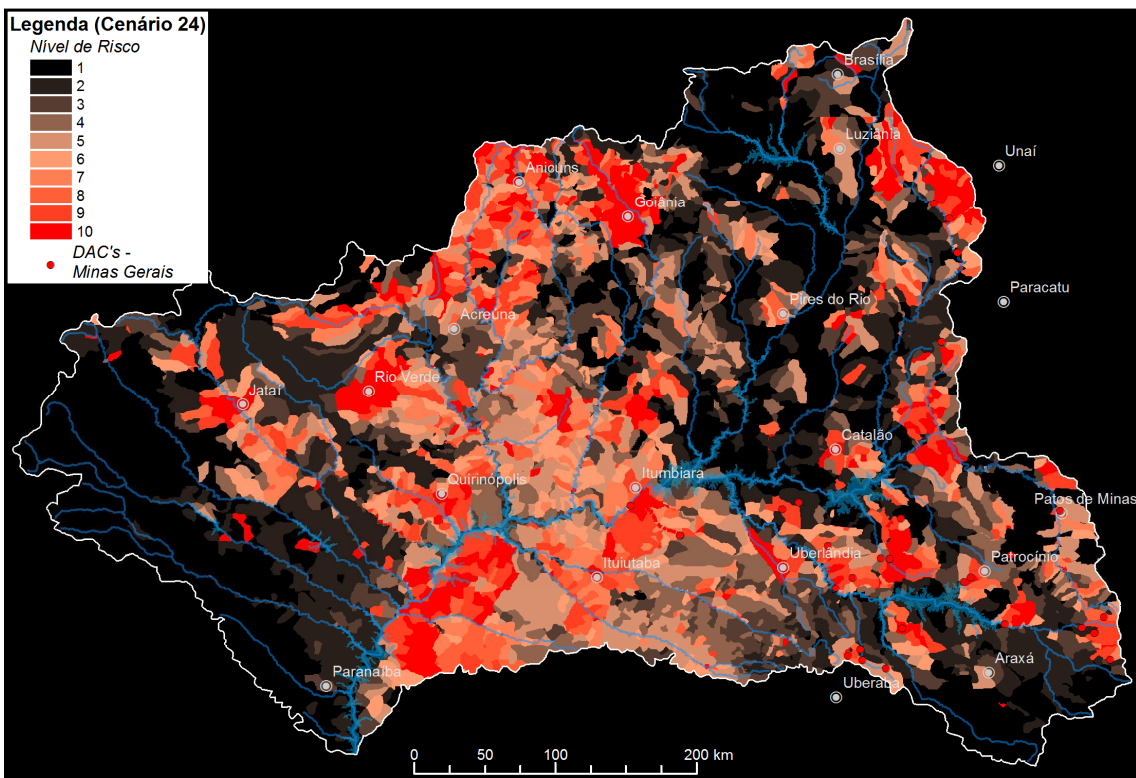 Legenda (Cenário 24)
Nível de Risco
1
2
3
4
5
6
7
8
9
10
DAC's -
Minas Gerais
Brasília
Luziânia
Unaí
Anicuns
Goiânia
Paracatu
Pires do Rio
Acreúna
Rio Verde
Jataí
Catalão
Itumbiara
Quirinópolis
Patos de Minas
Uberlândia
Patrocínio
Ituiutaba
Araxá
Paranaíba
Uberaba
0 50 100 200 km